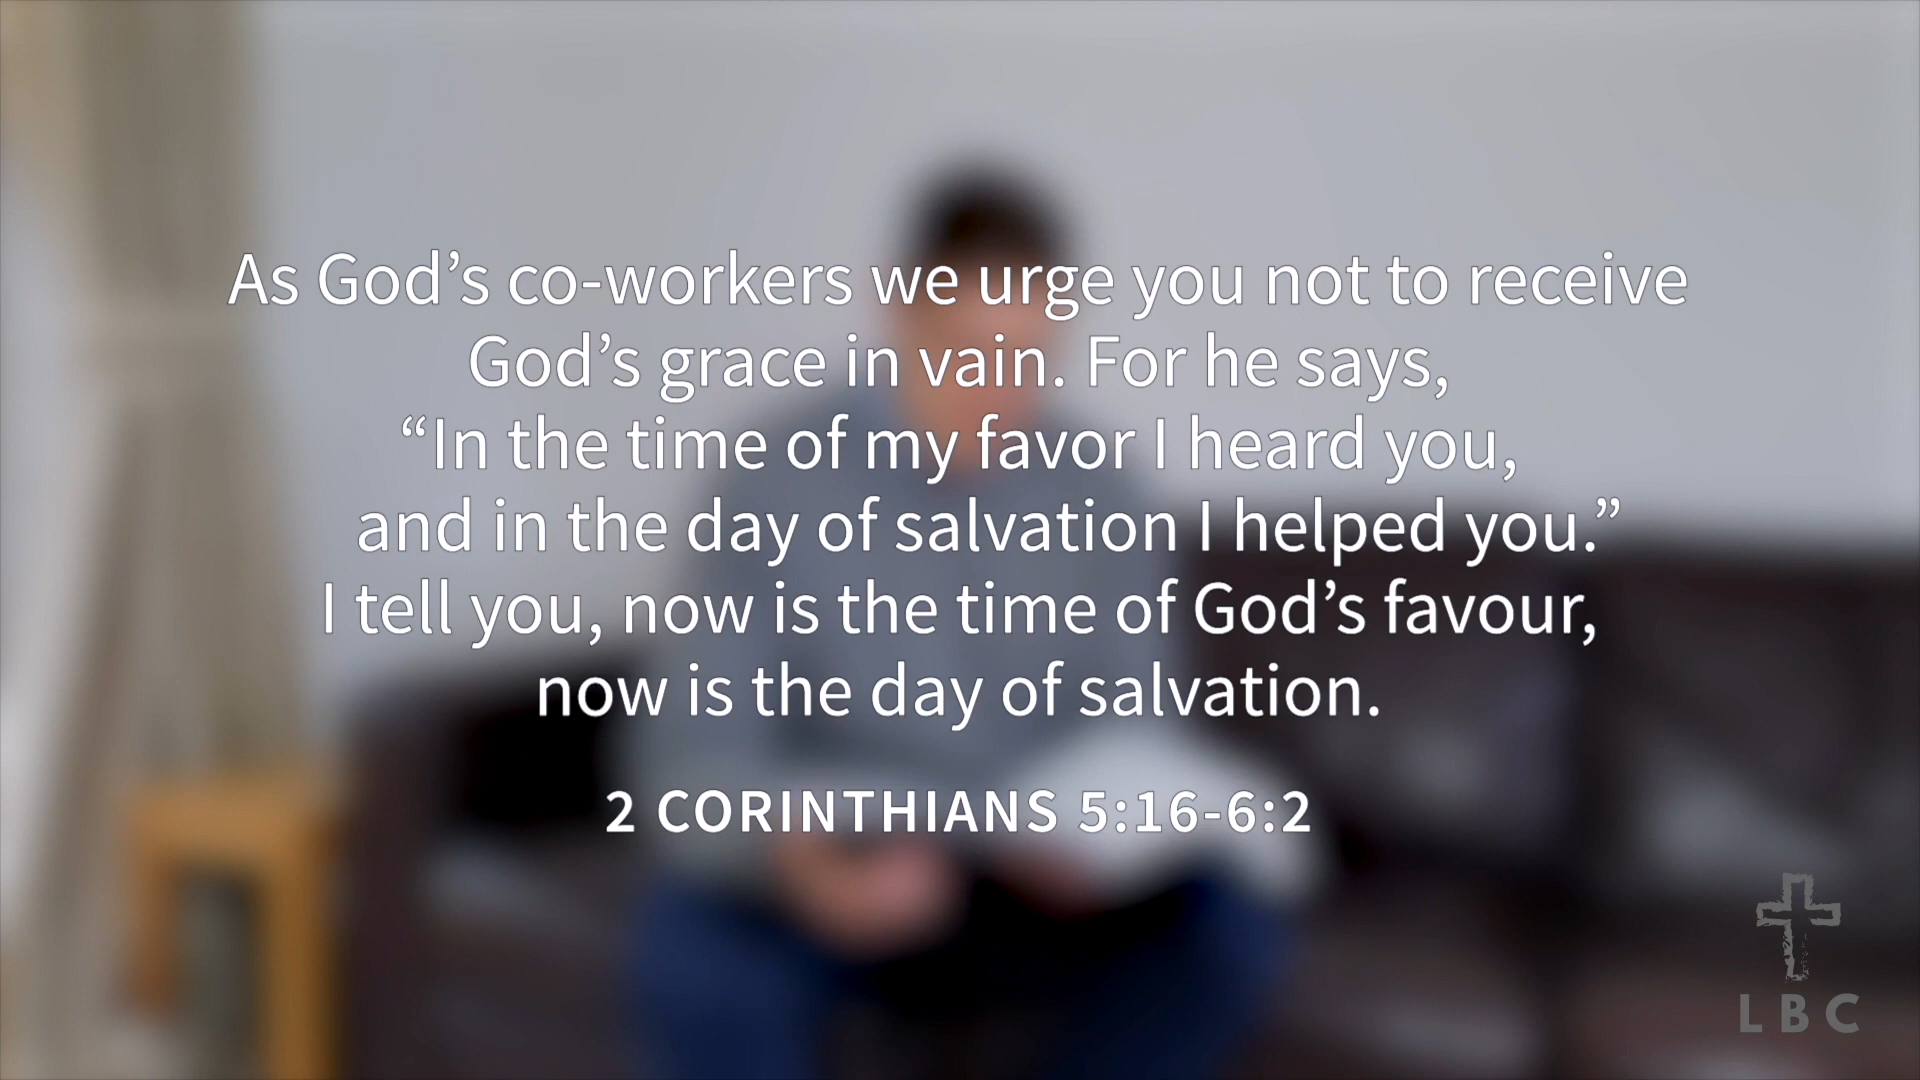 As God’s co-workers we urge you not to receive
God’s grace in vain. For he says,
“In the time of my favor I heard you,
and in the day of salvation I helped you.”
I tell you, now is the time of God’s favour,
now is the day of salvation.
2 CORINTHIANS 5:16-6:2
LBC